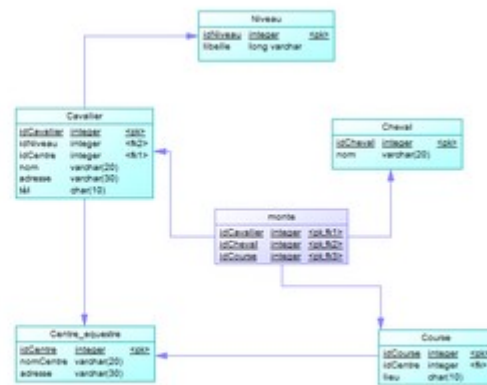 Niveau
idNiveau integer <pk>
libelle long varchar
Cavalier
idCavalier integer <pk>
idNiveau integer <fk2>
idCentre integer <fk1>
nom varchar(20)
adresse varchar(30)
tél char(10)
Cheval
idCheval integer <pk>
nom varchar(20)
monte
idCavalier integer <pk,fk1>
idCheval integer <pk,fk2>
idCourse integer <pk,fk3>
Centre_equestre
idCentre integer <pk>
nomCentre varchar(20)
adresse varchar(30)
Course
idCourse integer <pk>
idCentre integer <fk>
lieu char(10)